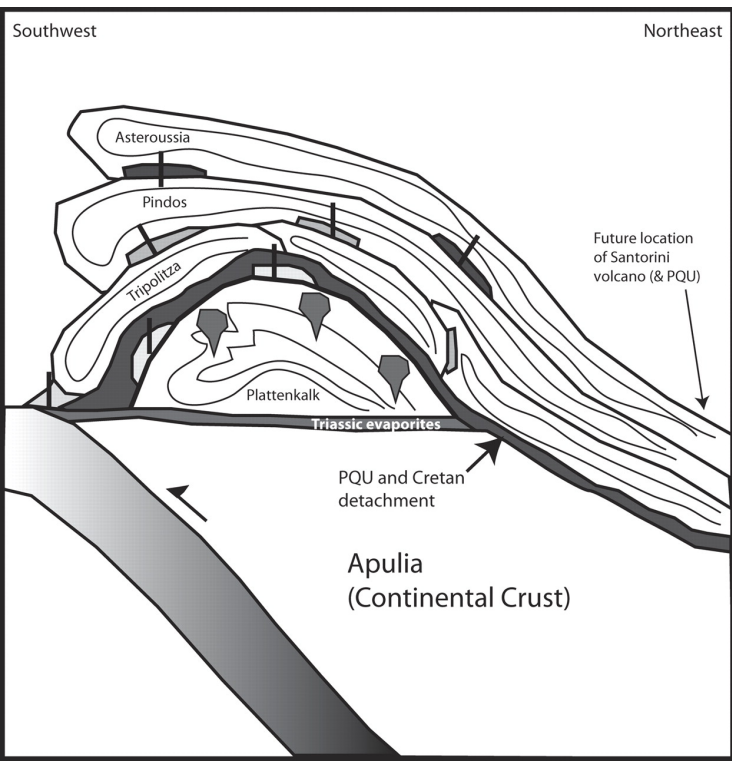 Southwest
Northeast
Asteroussia
Pindos
Future location
of Santorini
volcano (& PQU)
Tripolitza
Plattenkalk
Triassic evaporites
PQU and Cretan
detachment
Apulia
(Continental Crust)